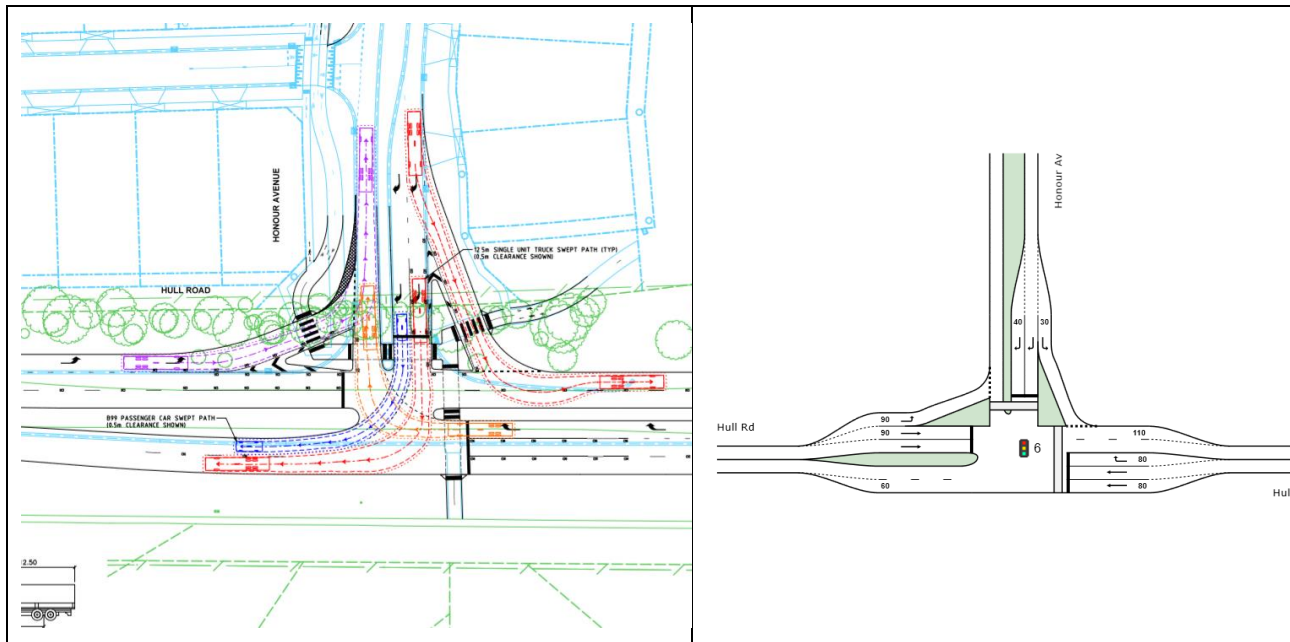 HONOUR AVENUE
HULL ROAD
12.5m SINGLE UNIT TRUCK SWEPT PATH (TYP)
(0.5m CLEARANCE SHOWN)
B99 PASSENGER CAR SWEPT PATH
(0.5m CLEARANCE SHOWN)
2.50
Honour Av
40 30
Hull Rd
90
90
110
6
80
60
80
Hul